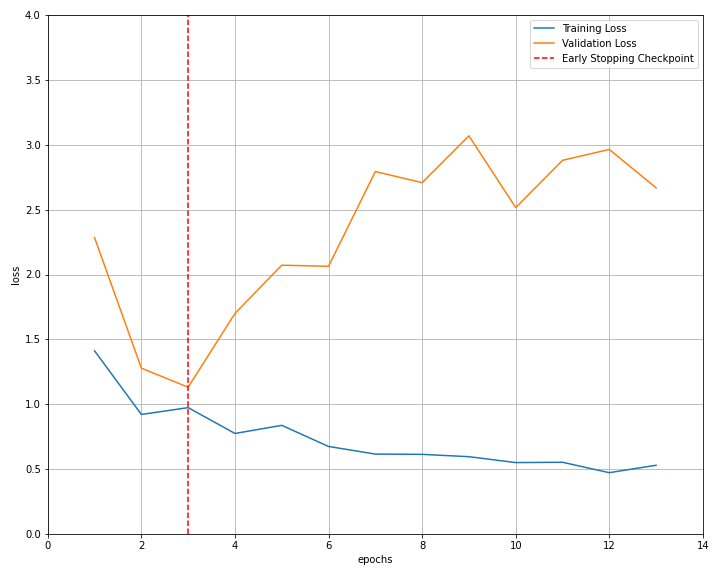 4.0
3.5
3.0
2.5
2.0
1.5
1.0
0.5
0.0
loss
Training Loss
Validation Loss
Early Stopping Checkpoint
0 2 4 6 8 10 12 14
epochs